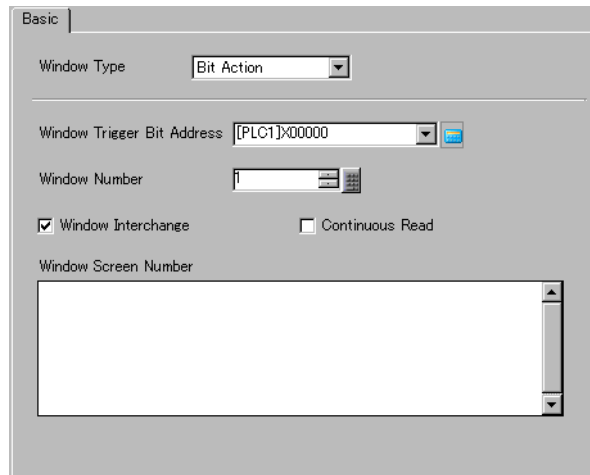 Basic
Window Type Bit Action
Window Trigger Bit Address [PLC1]X00000
Window Number 1
Window Interchange Continuous Read
Window Screen Number